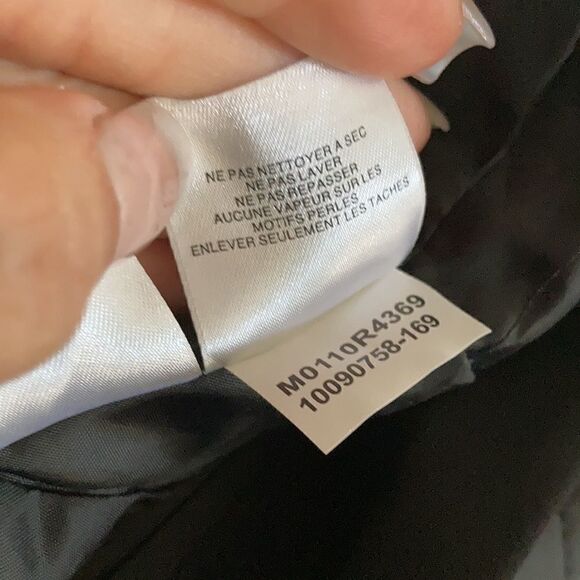 NE PAS NETTOYER A SEC
NE PAS LAVER
NE PAS REPASSER
AUCUNE VAPEUR SUR LES
MOTIFS PERLES
ENLEVER SEULEMENT LES TACHES
M0110R4369
10090758-169